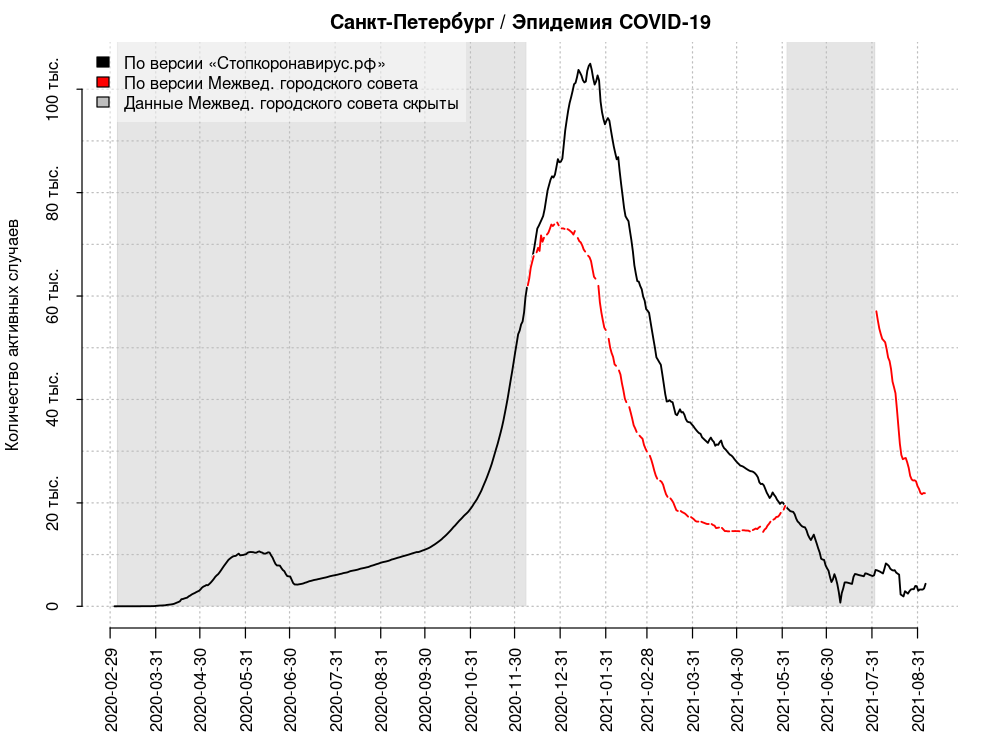 Санкт-Петербург / Эпидемия COVID-19
По версии «Стопкоронавирус.рф»
По версии Межвед. городского совета
Данные Межвед. городского совета скрыты
Количество активных случаев
100 тыс.
80 тыс.
60 тыс.
40 тыс.
20 тыс.
0
2020-02-29
2020-03-31
2020-04-30
2020-05-31
2020-06-30
2020-07-31
2020-08-31
2020-09-30
2020-10-31
2020-11-30
2020-12-31
2021-01-31
2021-02-28
2021-03-31
2021-04-30
2021-05-31
2021-06-30
2021-07-31
2021-08-31